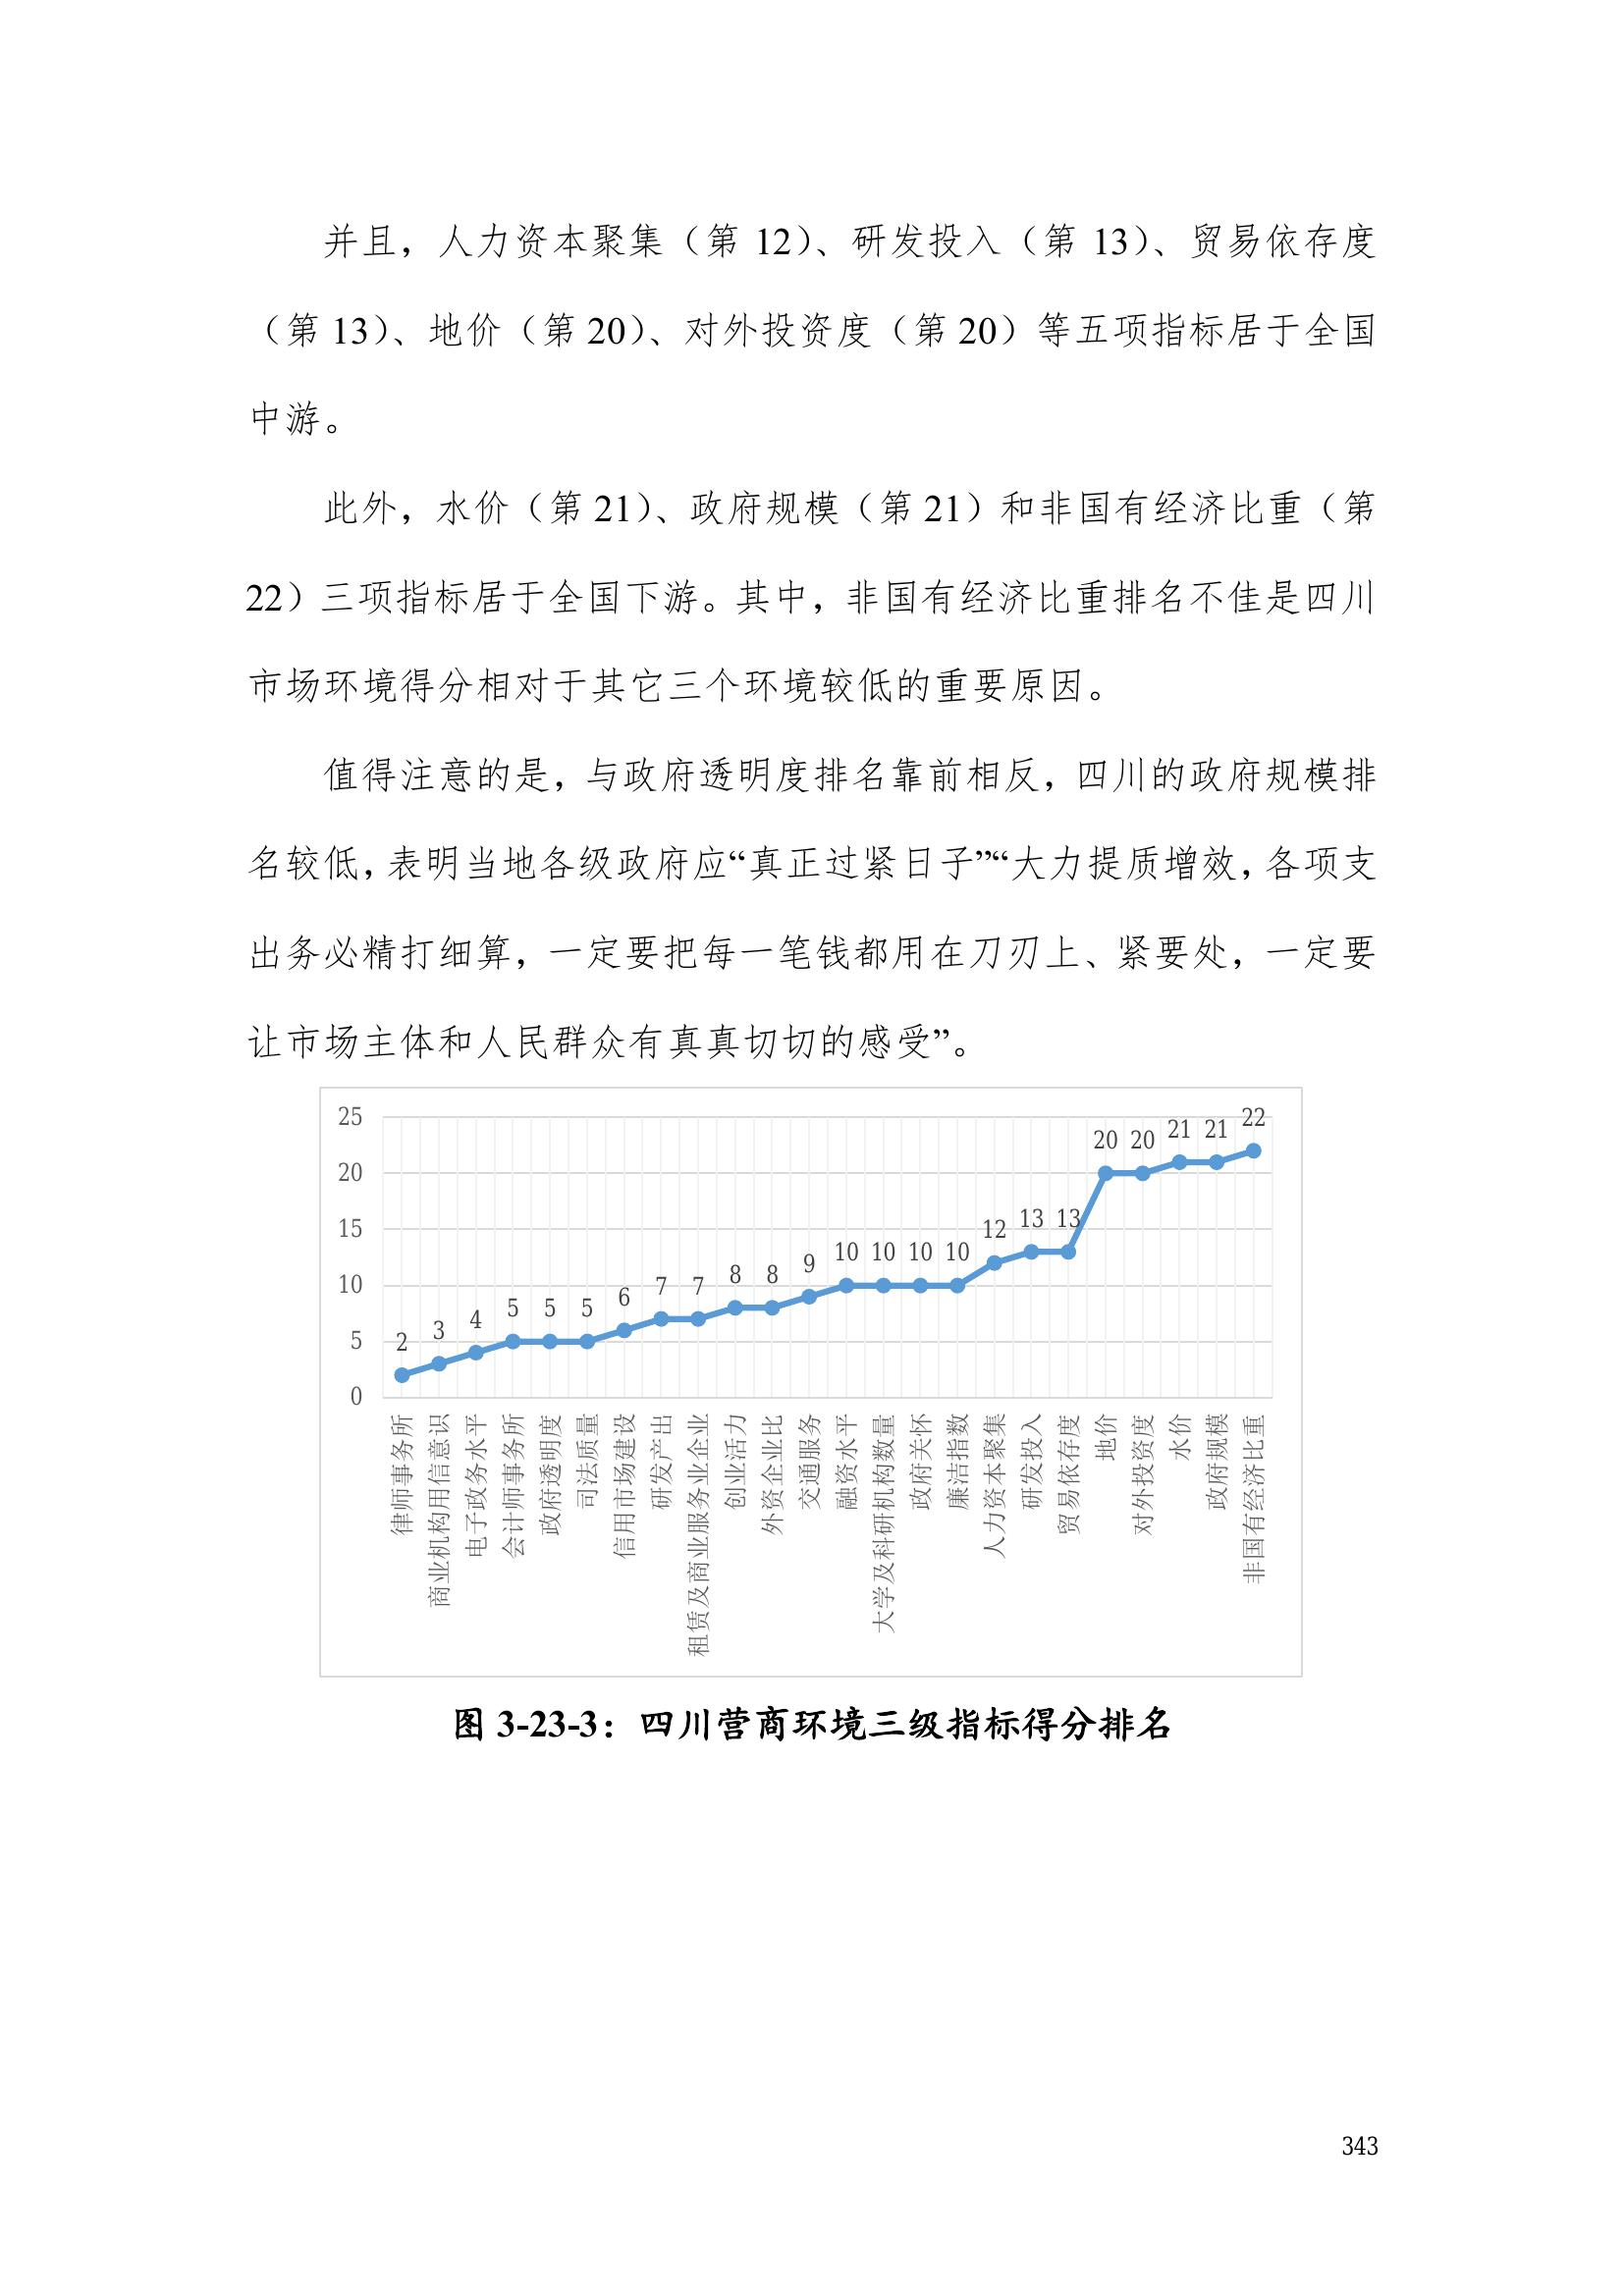 并且，人力资本聚集（第 12）、研发投入（第 13）、贸易依存度
（第 13）、地价（第 20）、对外投资度（第 20）等五项指标居于全国
中游。
此外，水价（第 21）、政府规模（第 21）和非国有经济比重（第
22）三项指标居于全国下游。其中，非国有经济比重排名不佳是四川
市场环境得分相对于其它三个环境较低的重要原因。
值得注意的是，与政府透明度排名靠前相反，四川的政府规模排
名较低，表明当地各级政府应“真正过紧日子”“大力提质增效，各项支
出务必精打细算，一定要把每一笔钱都用在刀刃上、紧要处，一定要
让市场主体和人民群众有真真切切的感受”。
25
20
15
10
5
0
2
3
4
5
5
5
6
7
7
8
8
9
10
10
10
10
12
13
13
20
20
21
21
22
律师事务所
商业机构用信意识
电子政务水平
会计师事务所
政府透明度
司法质量
信用市场建设
研发产出
租赁及商业服务业企业
创业活力
外资企业比
交通服务
融资水平
大学及科研机构数量
政府关怀
廉洁指数
人力资本聚集
研发投入
贸易依存度
地价
对外投资度
水价
政府规模
非国有经济比重
图 3-23-3：四川营商环境三级指标得分排名
343